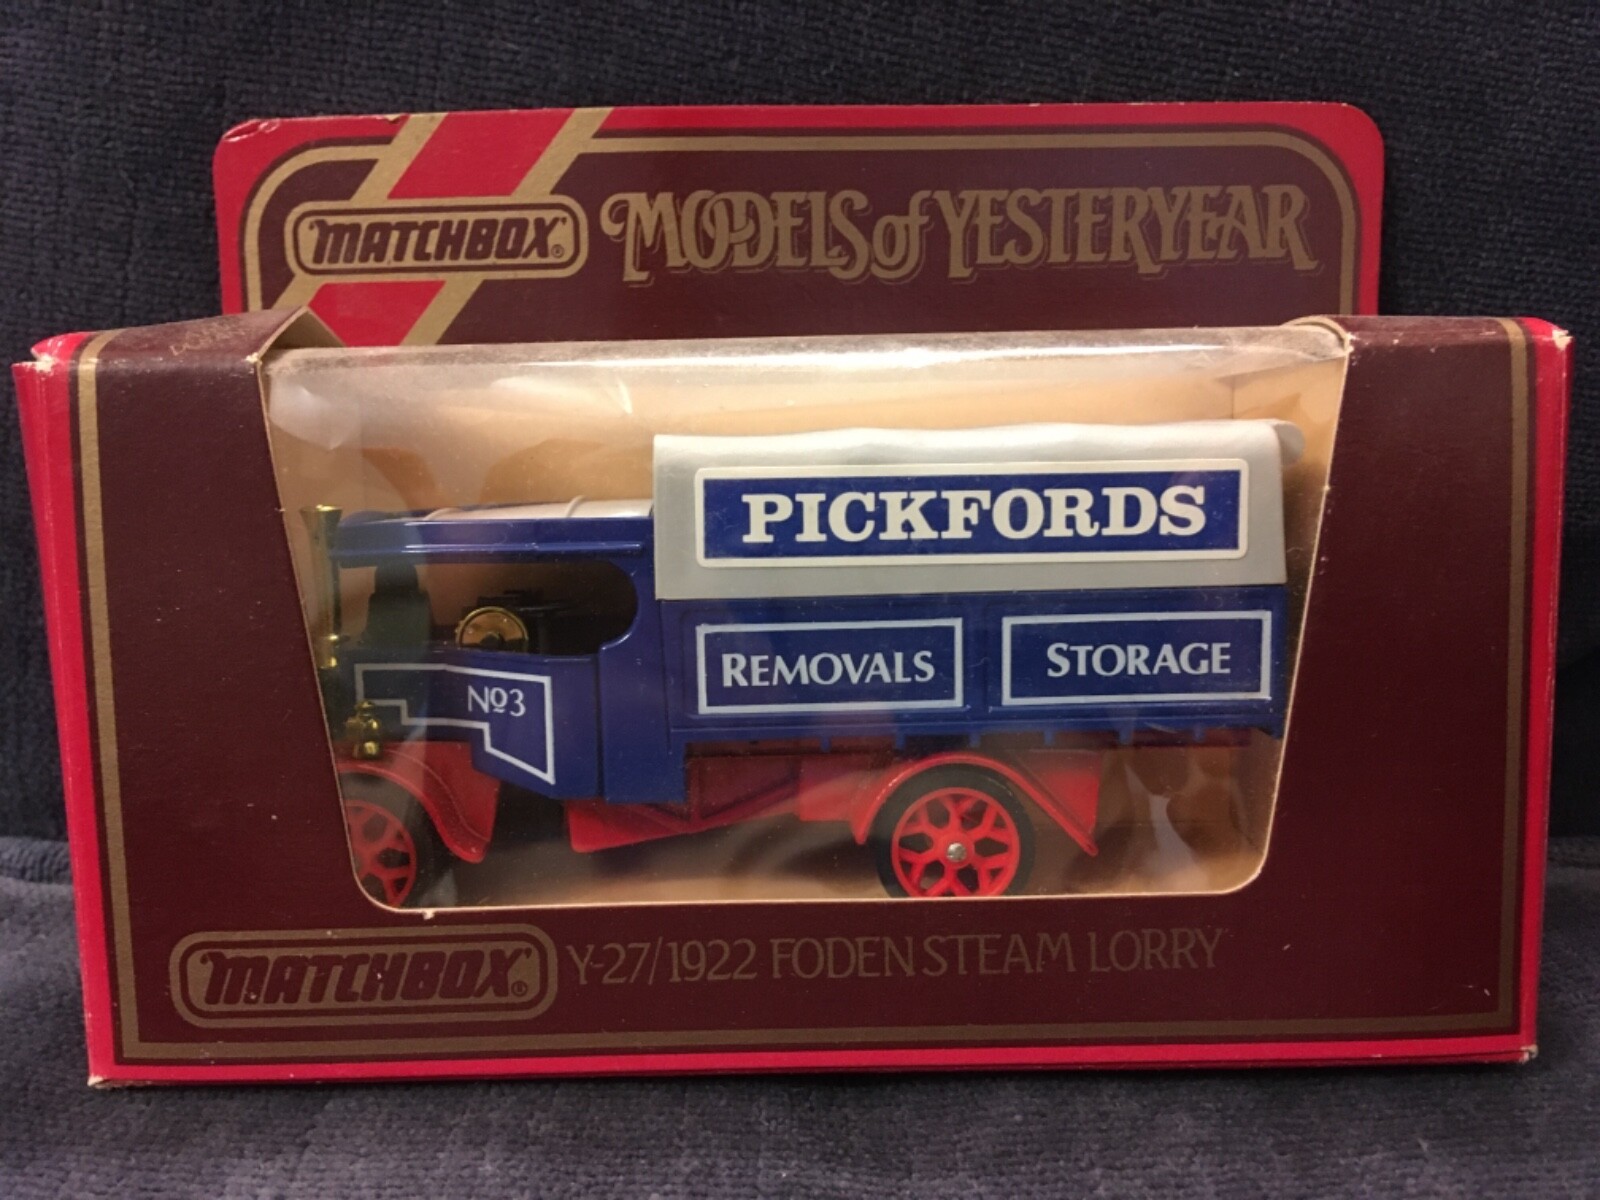 MATCHBOX® MODELS of YESTERYEAR
PICKFORDS
REMOVALS STORAGE
Nº3
MATCHBOX® Y-27/1922 FODEN STEAM LORRY